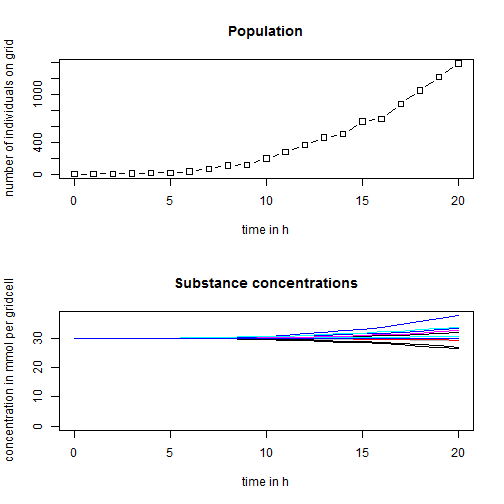 Population
number of individuals on grid
1000
400
0
0 5 10 15 20
time in h
Substance concentrations
concentration in mmol per gridcell
30
20
10
0
0 5 10 15 20
time in h